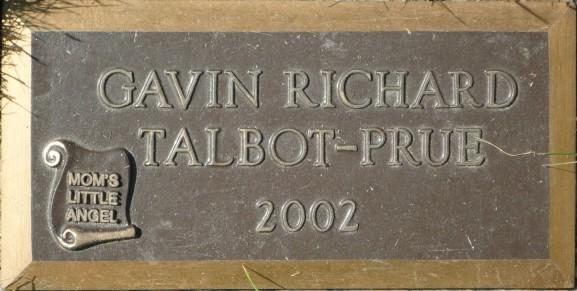 GAVIN RICHARD
TALBOT-PRUE
MOM'S
LITTLE
ANGEL
2002